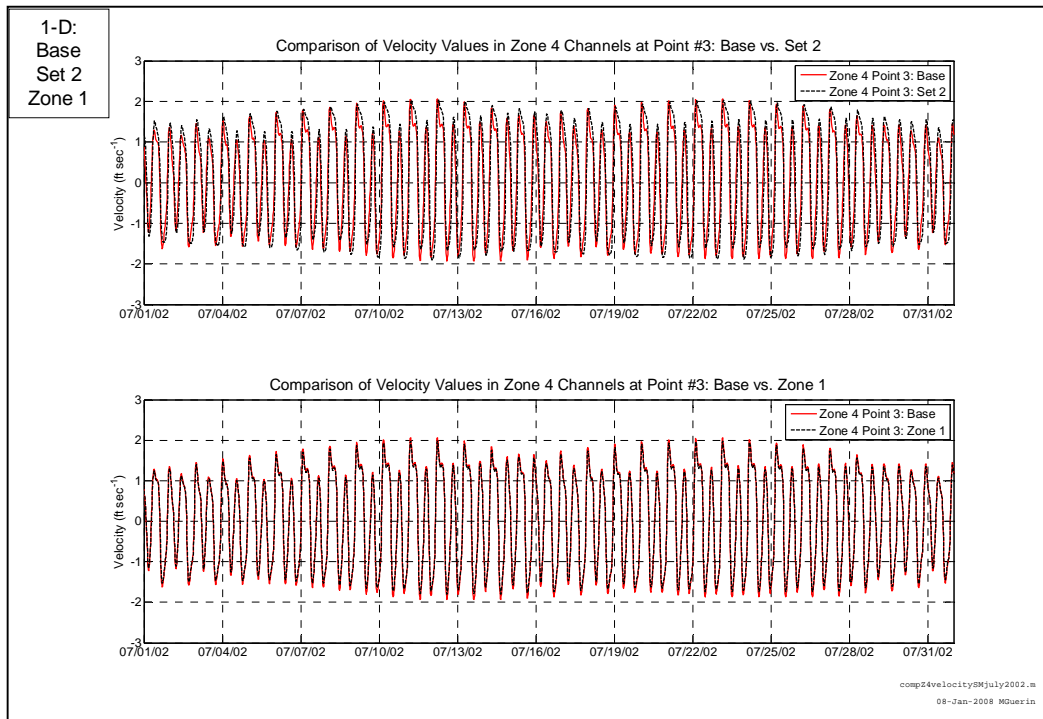 1-D:
Base
Set 2
Zone 1
Comparison of Velocity Values in Zone 4 Channels at Point #3: Base vs. Set 2
3
2
1
0
-1
-2
-3
Velocity (ft sec⁻¹)
Zone 4 Point 3: Base
Zone 4 Point 3: Set 2
07/01/02 07/04/02 07/07/02 07/10/02 07/13/02 07/16/02 07/19/02 07/22/02 07/25/02 07/28/02 07/31/02
Comparison of Velocity Values in Zone 4 Channels at Point #3: Base vs. Zone 1
3
2
1
0
-1
-2
-3
Velocity (ft sec⁻¹)
Zone 4 Point 3: Base
Zone 4 Point 3: Zone 1
07/01/02 07/04/02 07/07/02 07/10/02 07/13/02 07/16/02 07/19/02 07/22/02 07/25/02 07/28/02 07/31/02
compZ4velocitySMjuly2002.m
08-Jan-2008 MGuerin